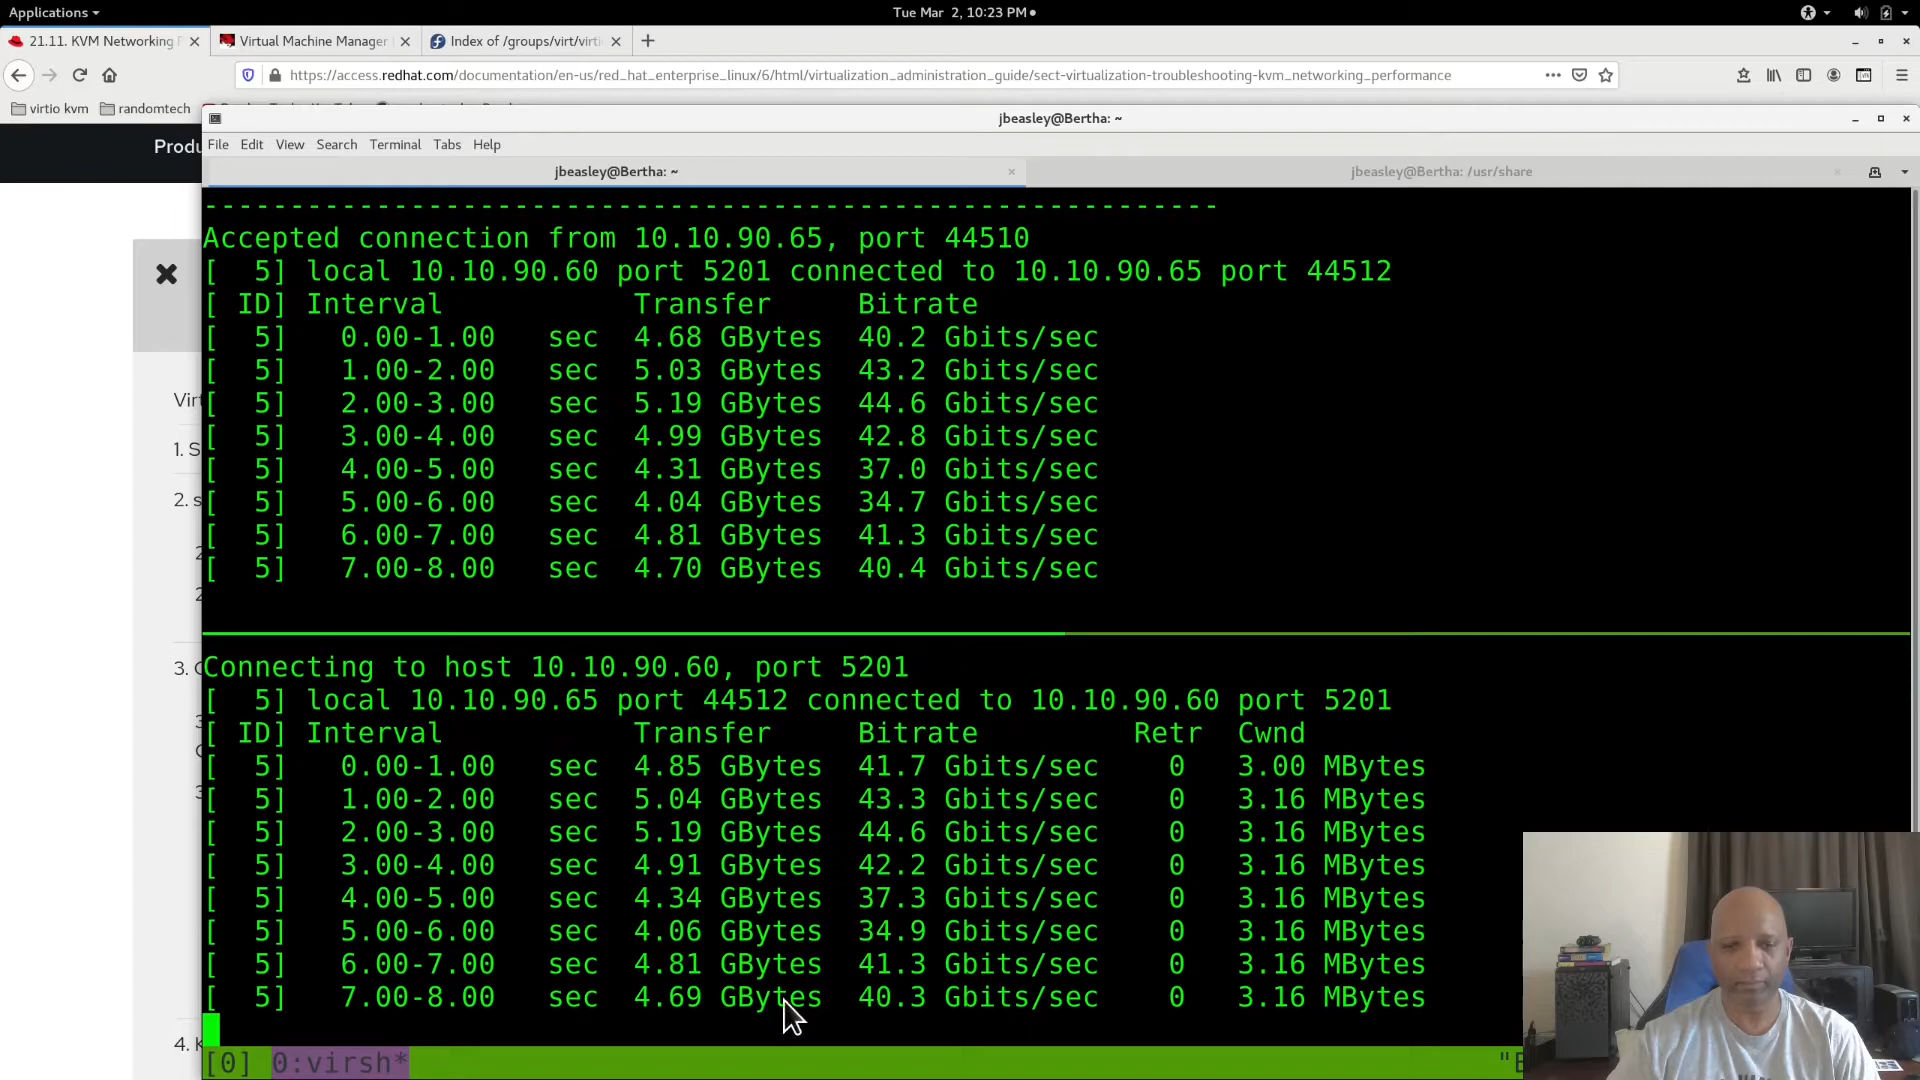 Applications
Tue Mar 2, 10:23 PM
21.11. KVM Networking P
Virtual Machine Manager
Index of /groups/virt/virti
https://access.redhat.com/documentation/en-us/red_hat_enterprise_linux/6/html/virtualization_administration_guide/sect-virtualization-troubleshooting-kvm_networking_performance
virtio kvm
randomtech
Produ
jbeasley@Bertha: ~
File Edit View Search Terminal Tabs Help
jbeasley@Bertha: ~
jbeasley@Bertha: /usr/share
-----------------------------------------------------------
Accepted connection from 10.10.90.65, port 44510
[  5] local 10.10.90.60 port 5201 connected to 10.10.90.65 port 44512
[ ID] Interval           Transfer     Bitrate
[  5]   0.00-1.00   sec  4.68 GBytes  40.2 Gbits/sec
[  5]   1.00-2.00   sec  5.03 GBytes  43.2 Gbits/sec
[  5]   2.00-3.00   sec  5.19 GBytes  44.6 Gbits/sec
[  5]   3.00-4.00   sec  4.99 GBytes  42.8 Gbits/sec
[  5]   4.00-5.00   sec  4.31 GBytes  37.0 Gbits/sec
[  5]   5.00-6.00   sec  4.04 GBytes  34.7 Gbits/sec
[  5]   6.00-7.00   sec  4.81 GBytes  41.3 Gbits/sec
[  5]   7.00-8.00   sec  4.70 GBytes  40.4 Gbits/sec
Connecting to host 10.10.90.60, port 5201
[  5] local 10.10.90.65 port 44512 connected to 10.10.90.60 port 5201
[ ID] Interval           Transfer     Bitrate         Retr  Cwnd
[  5]   0.00-1.00   sec  4.85 GBytes  41.7 Gbits/sec    0   3.00 MBytes
[  5]   1.00-2.00   sec  5.04 GBytes  43.3 Gbits/sec    0   3.16 MBytes
[  5]   2.00-3.00   sec  5.19 GBytes  44.6 Gbits/sec    0   3.16 MBytes
[  5]   3.00-4.00   sec  4.91 GBytes  42.2 Gbits/sec    0   3.16 MBytes
[  5]   4.00-5.00   sec  4.34 GBytes  37.3 Gbits/sec    0   3.16 MBytes
[  5]   5.00-6.00   sec  4.06 GBytes  34.9 Gbits/sec    0   3.16 MBytes
[  5]   6.00-7.00   sec  4.81 GBytes  41.3 Gbits/sec    0   3.16 MBytes
[  5]   7.00-8.00   sec  4.69 GBytes  40.3 Gbits/sec    0   3.16 MBytes
[0] 0:virsh*
Virt
1. S
2. s
2
2
3.
4. K